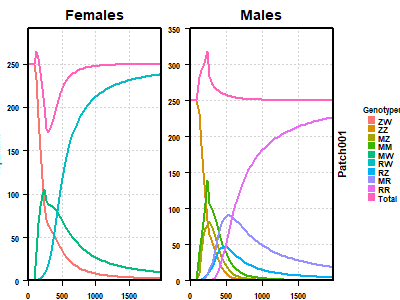 Females
Males
250
200
150
100
50
0
0
500
1000
1500
350
300
250
200
150
100
50
0
0
500
1000
1500
Patch001
Genotypes
ZW
ZZ
MZ
MM
MW
RW
RZ
MR
RR
Total